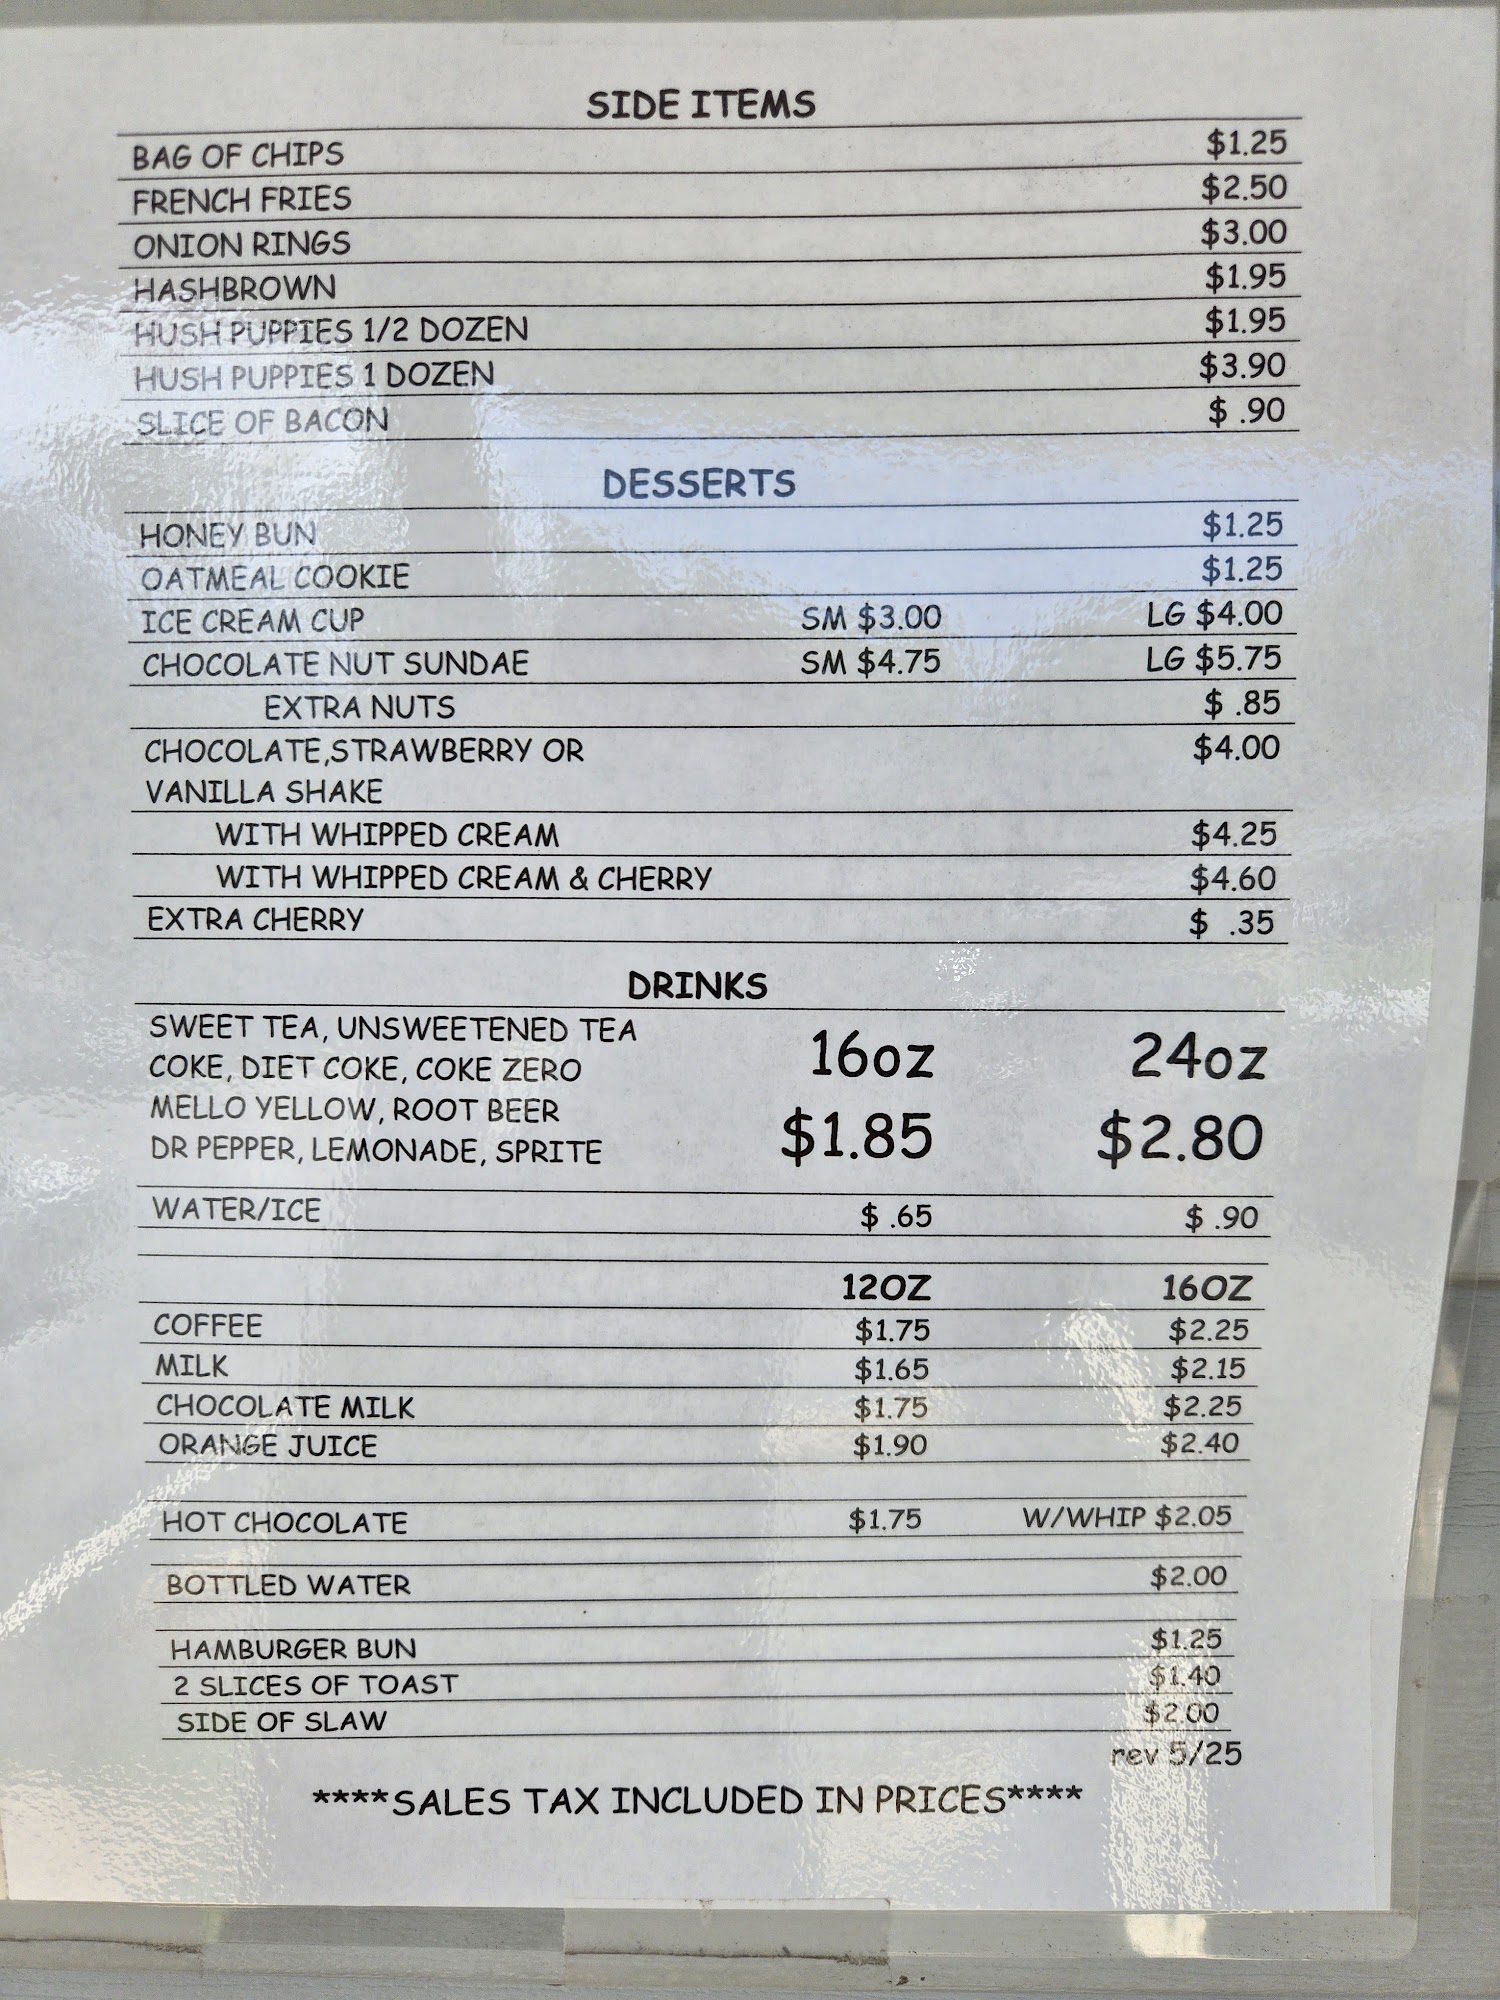 SIDE ITEMS
BAG OF CHIPS $1.25
FRENCH FRIES $2.50
ONION RINGS $3.00
HASHBROWN $1.95
HUSH PUPPIES 1/2 DOZEN $1.95
HUSH PUPPIES 1 DOZEN $3.90
SLICE OF BACON $ .90
DESSERTS
HONEY BUN $1.25
OATMEAL COOKIE $1.25
ICE CREAM CUP SM $3.00 LG $4.00
CHOCOLATE NUT SUNDAE SM $4.75 LG $5.75
EXTRA NUTS $ .85
CHOCOLATE,STRAWBERRY OR $4.00
VANILLA SHAKE
WITH WHIPPED CREAM $4.25
WITH WHIPPED CREAM & CHERRY $4.60
EXTRA CHERRY $ .35
DRINKS
SWEET TEA, UNSWEETENED TEA
COKE, DIET COKE, COKE ZERO 16oz 24oz
MELLO YELLOW, ROOT BEER
DR PEPPER, LEMONADE, SPRITE $1.85 $2.80
WATER/ICE $ .65 $ .90
12OZ 16OZ
COFFEE $1.75 $2.25
MILK $1.65 $2.15
CHOCOLATE MILK $1.75 $2.25
ORANGE JUICE $1.90 $2.40
HOT CHOCOLATE $1.75 W/WHIP $2.05
BOTTLED WATER $2.00
HAMBURGER BUN $1.25
2 SLICES OF TOAST $1.40
SIDE OF SLAW $2.00
rev 5/25
****SALES TAX INCLUDED IN PRICES****